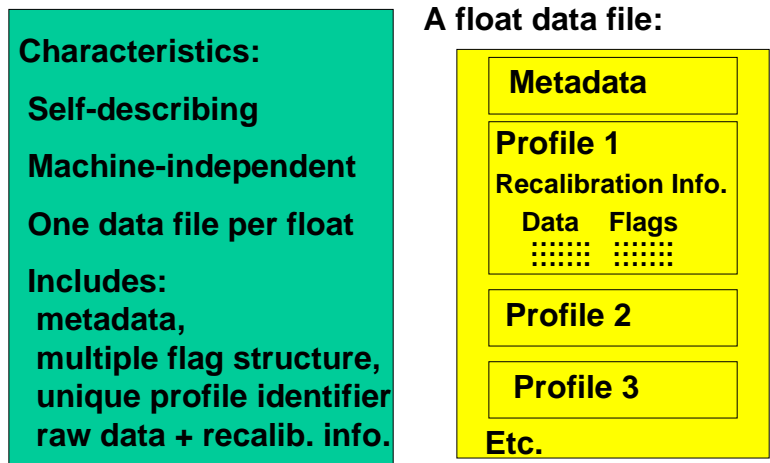 Characteristics:
Self-describing
Machine-independent
One data file per float
Includes:
metadata,
multiple flag structure,
unique profile identifier
raw data + recalib. info.
A float data file:
Metadata
Profile 1
Recalibration Info.
Data Flags
Profile 2
Profile 3
Etc.